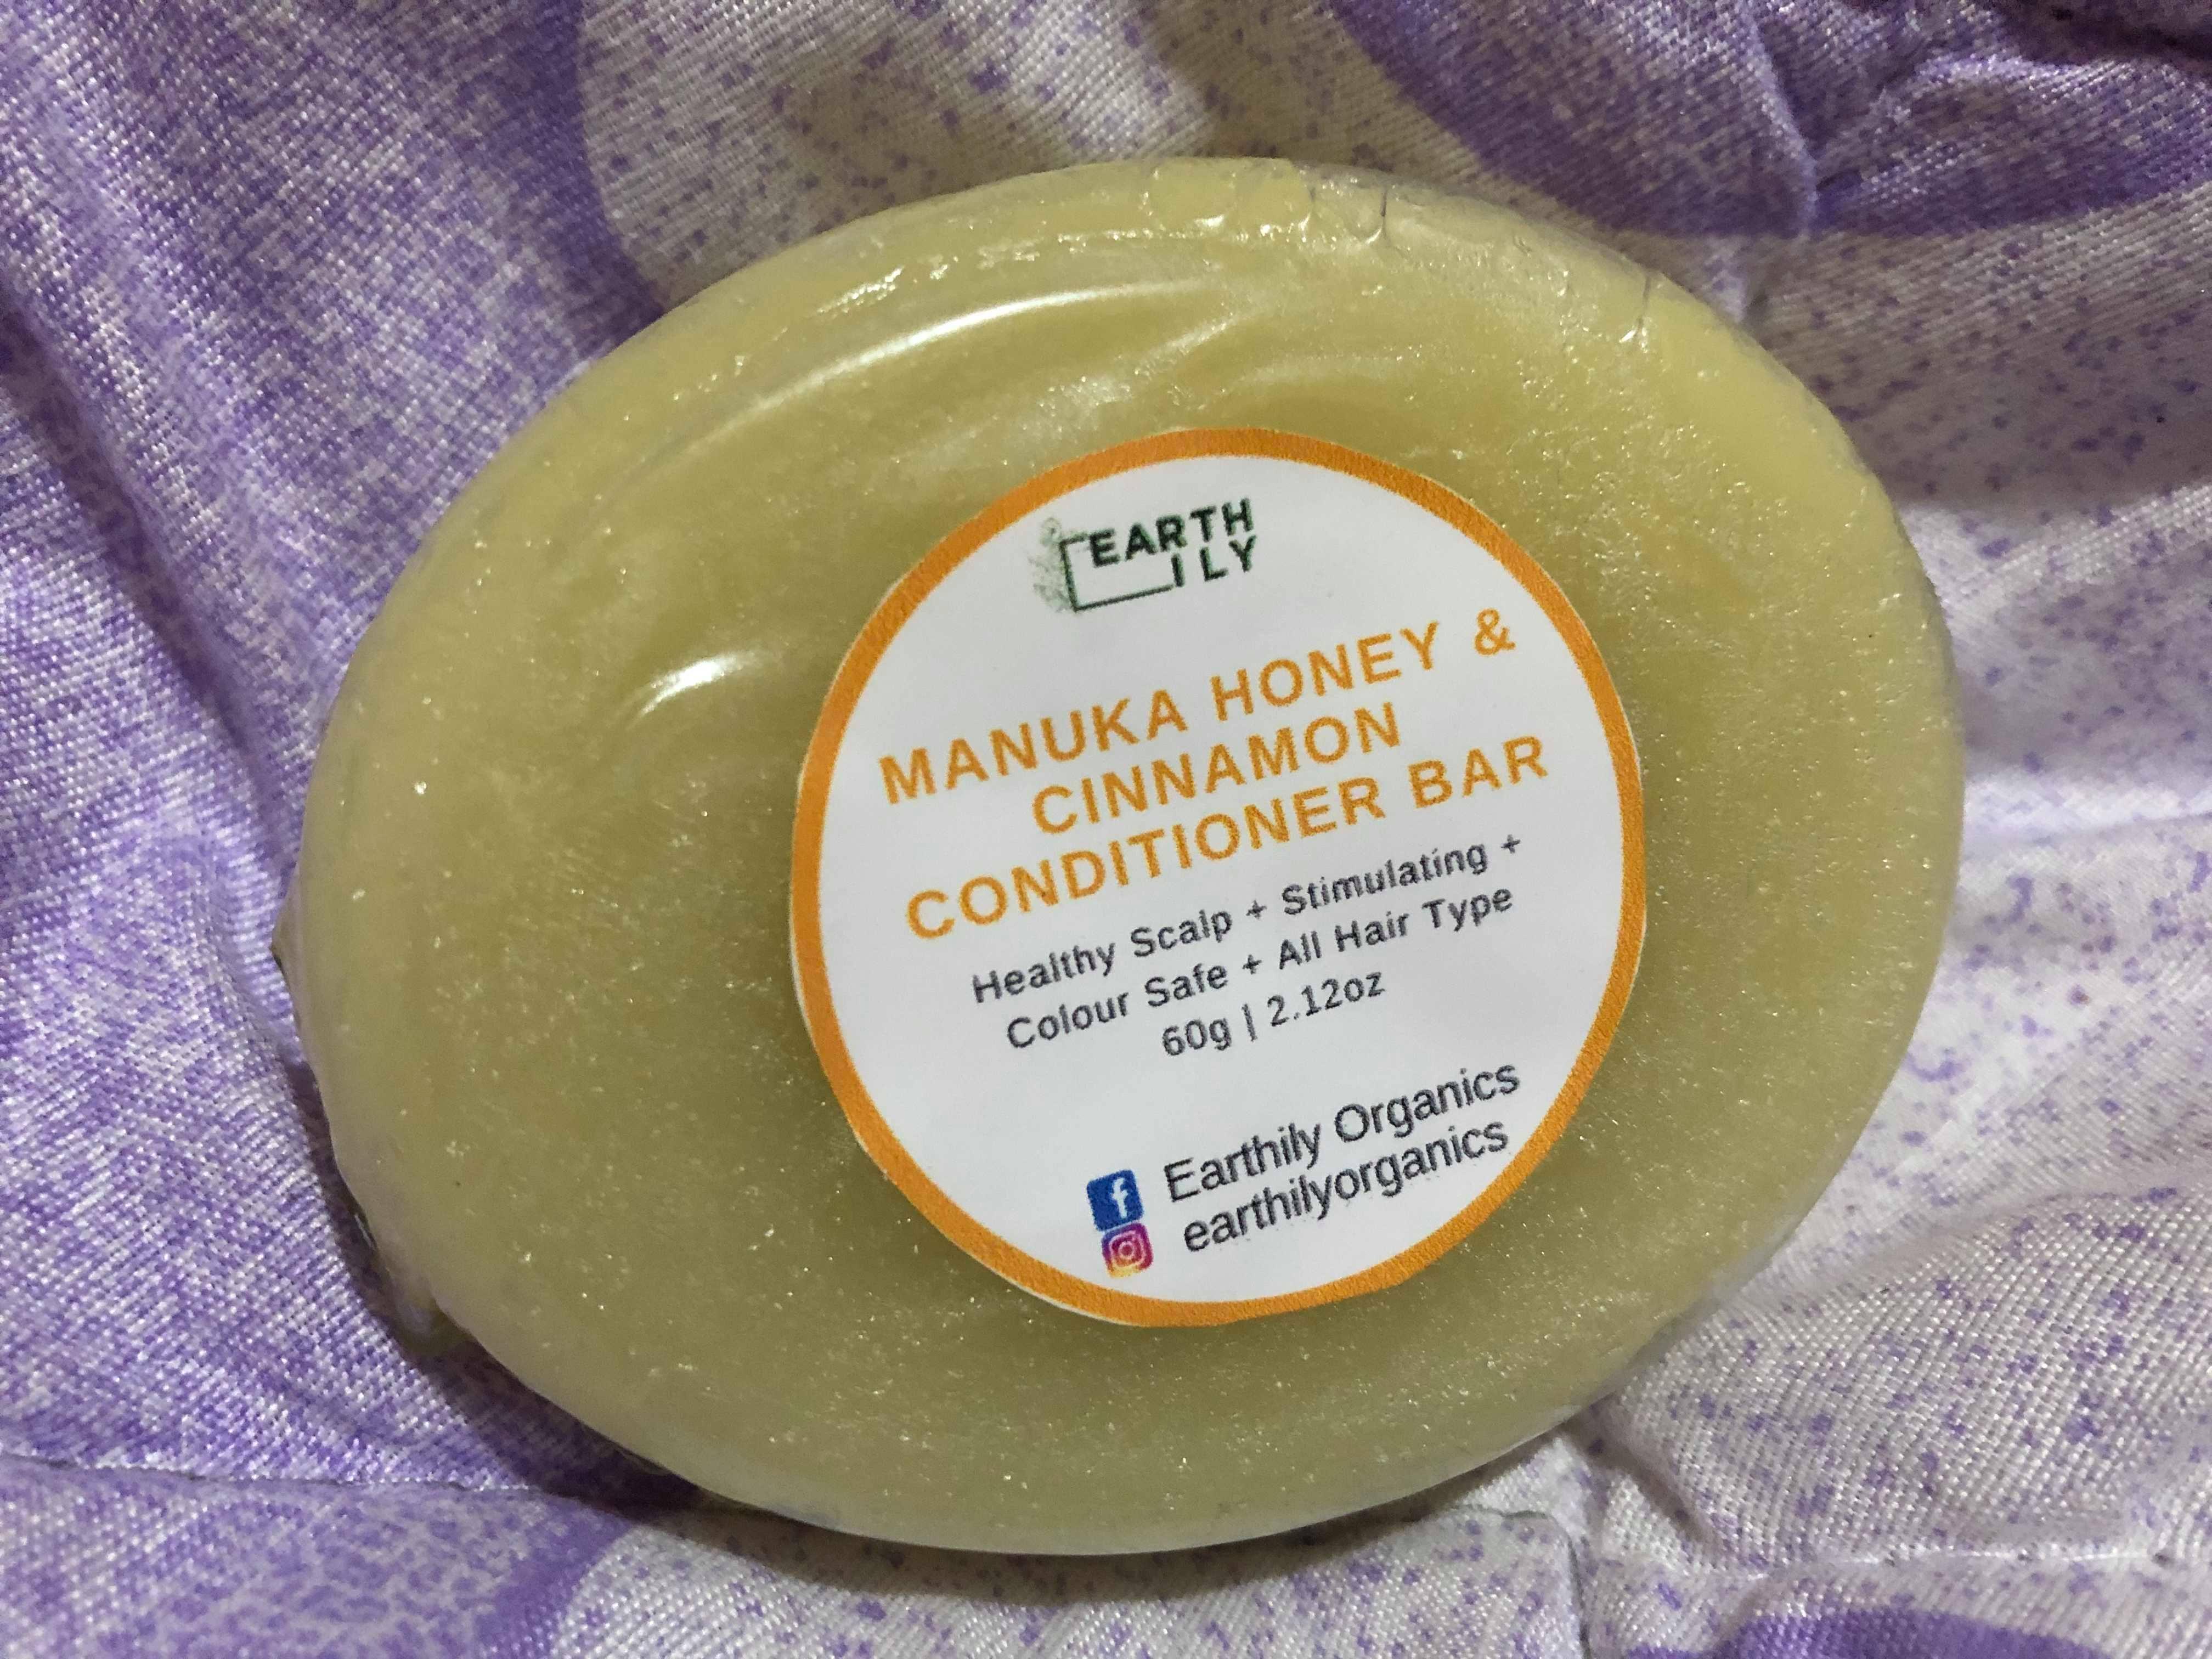 EARTH
ILY
MANUKA HONEY &
CINNAMON
CONDITIONER BAR
Healthy Scalp + Stimulating +
Colour Safe + All Hair Type
60g | 2.12oz
Earthily Organics
earthilyorganics